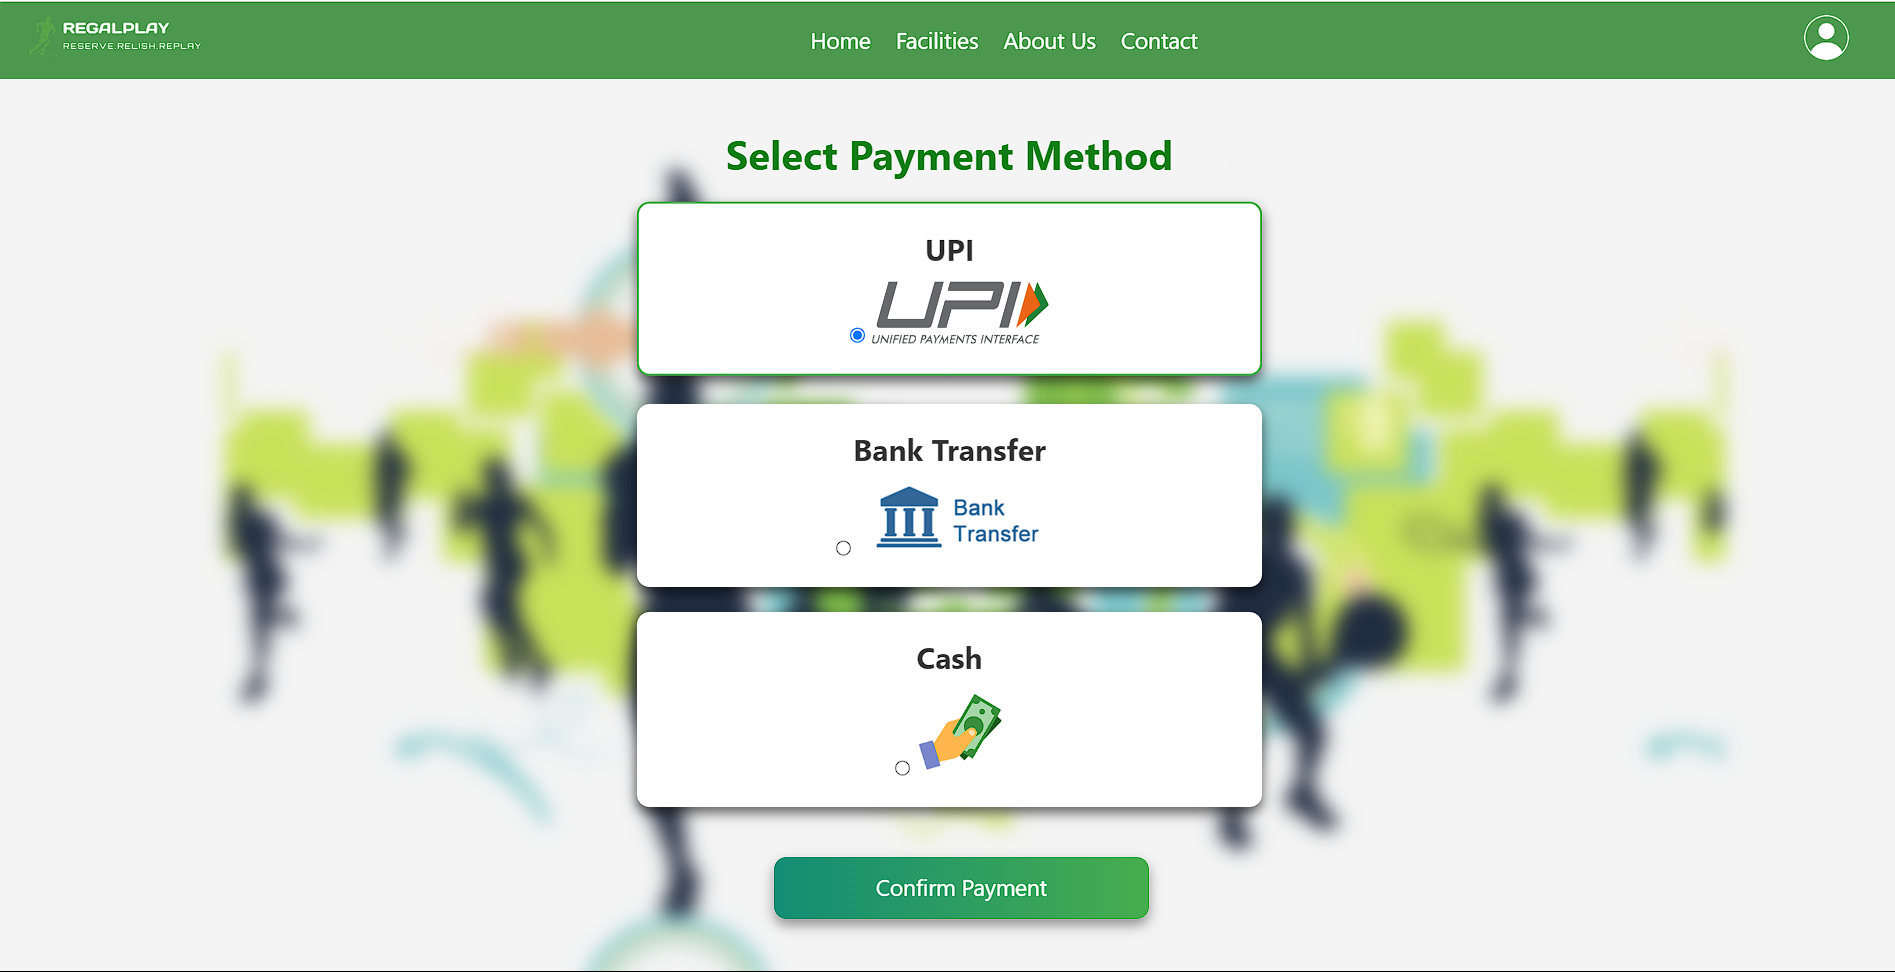 REGALPLAY
RESERVE.RELISH.REPLAY
Home Facilities About Us Contact
Select Payment Method
UPI
UPI
UNIFIED PAYMENTS INTERFACE
Bank Transfer
Bank
Transfer
Cash
Confirm Payment